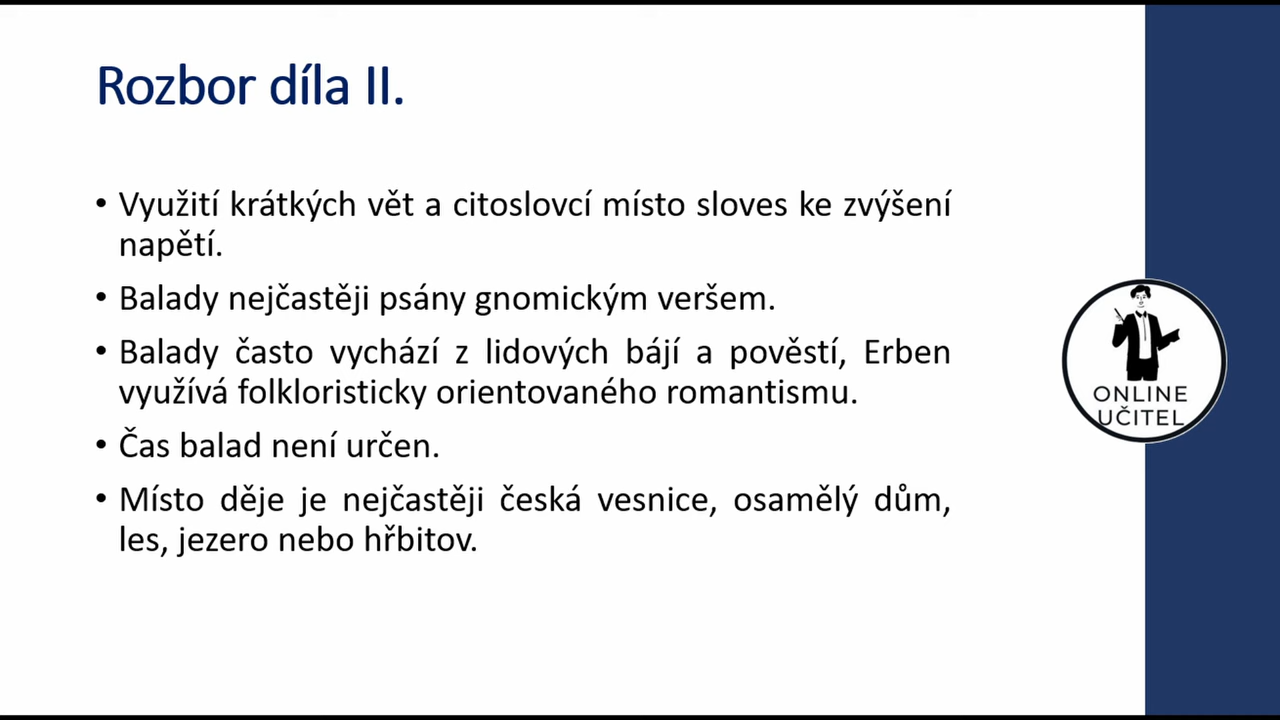 Rozbor díla II.
• Využití krátkých vět a citoslovcí místo sloves ke zvýšení
napětí.
• Balady nejčastěji psány gnomickým veršem.
• Balady často vychází z lidových bájí a pověstí, Erben
využívá folkloristicky orientovaného romantismu.
• Čas balad není určen.
• Místo děje je nejčastěji česká vesnice, osamělý dům,
les, jezero nebo hřbitov.
ONLINE
UČITEL